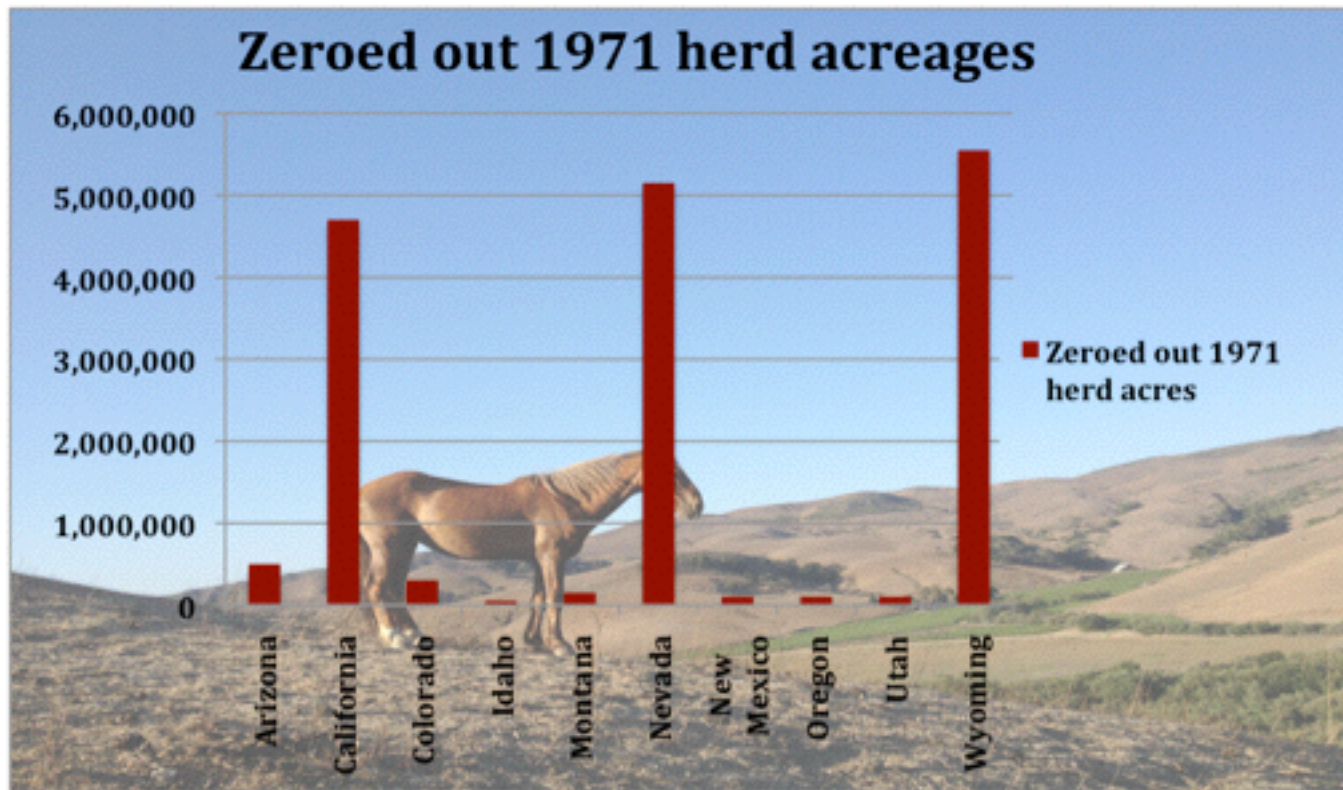 Zeroed out 1971 herd acreages
6,000,000
5,000,000
4,000,000
3,000,000
2,000,000
1,000,000
0
Zeroed out 1971
herd acres
Arizona
California
Colorado
Idaho
Montana
Nevada
New
Mexico
Oregon
Utah
Wyoming